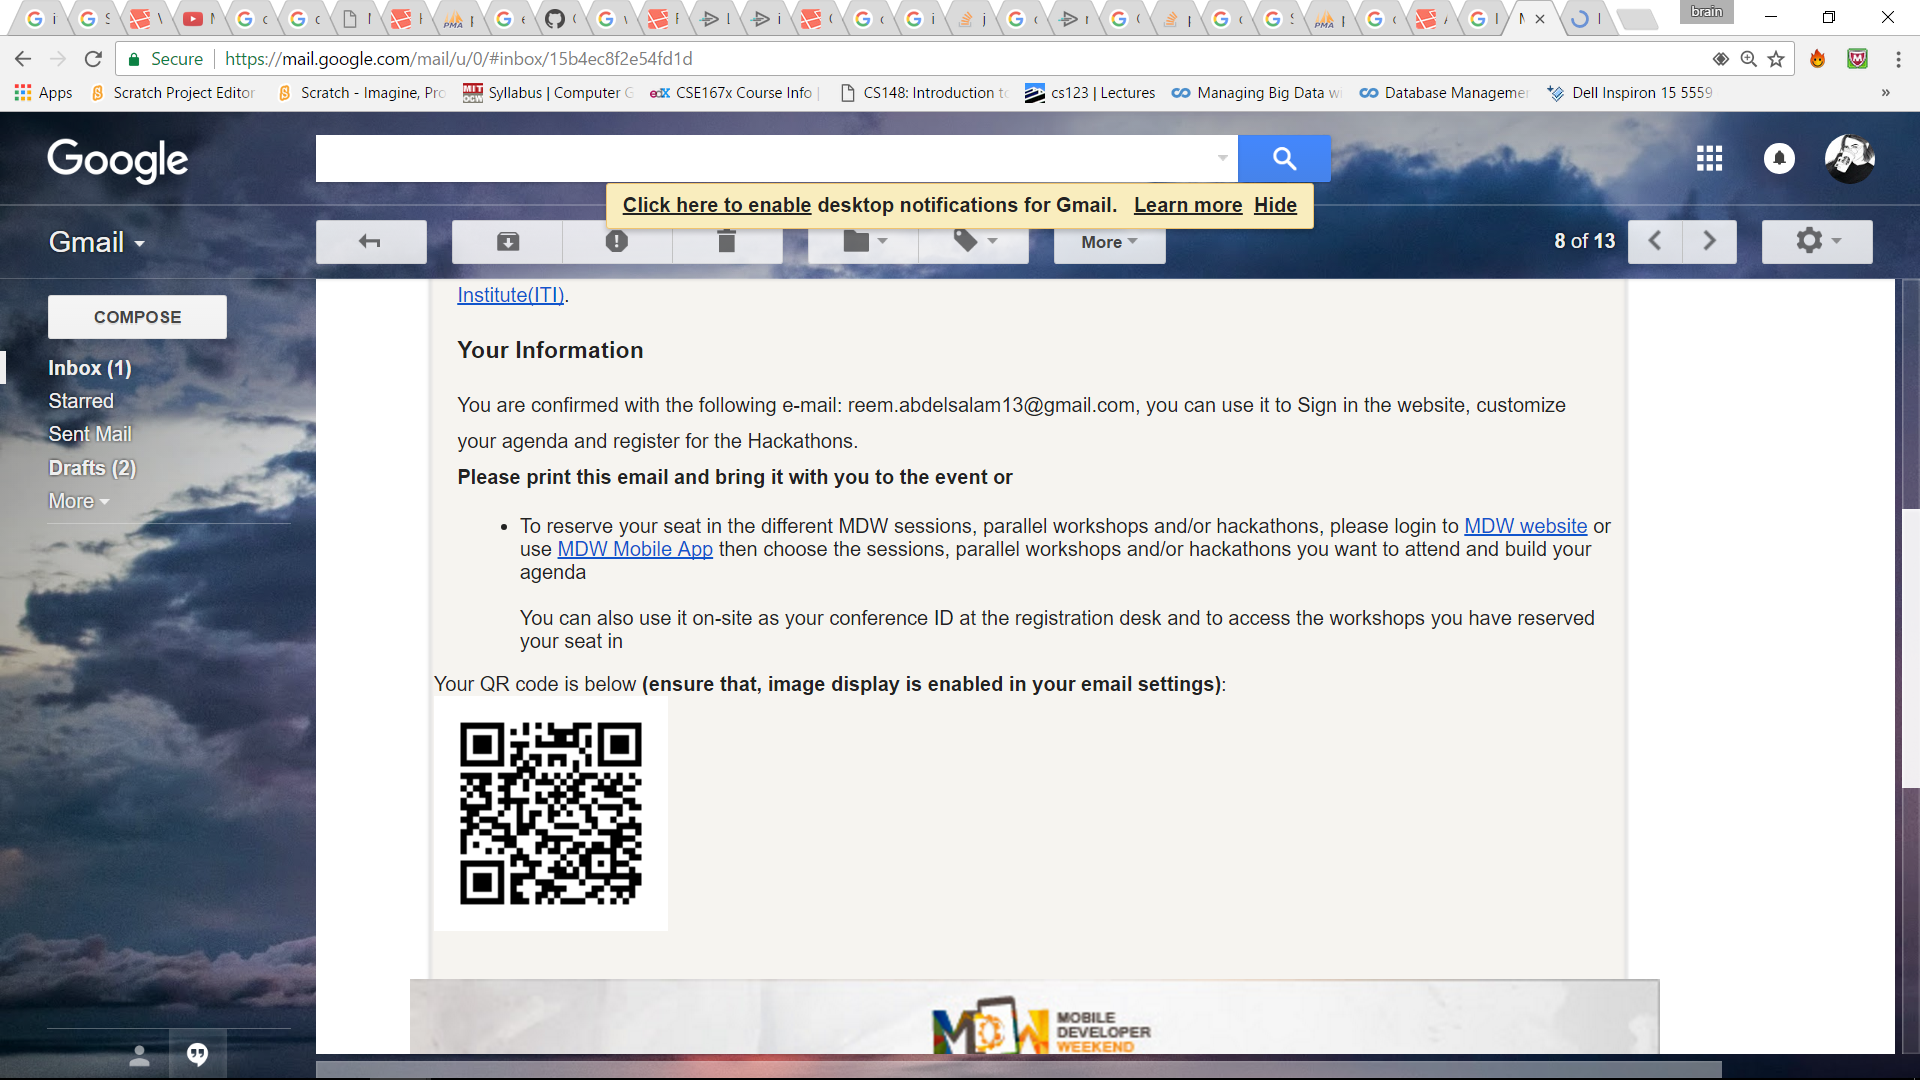 brain
Secure https://mail.google.com/mail/u/0/#inbox/15b4ec8f2e54fd1d
Apps Scratch Project Editor Scratch - Imagine, Pro Syllabus | Computer G CSE167x Course Info | CS148: Introduction to cs123 | Lectures Managing Big Data wi Database Managemen Dell Inspiron 15 5559 »
Google
Click here to enable desktop notifications for Gmail. Learn more Hide
Gmail
More
8 of 13
COMPOSE
Inbox (1)
Starred
Sent Mail
Drafts (2)
More
Institute(ITI).
Your Information
You are confirmed with the following e-mail: reem.abdelsalam13@gmail.com, you can use it to Sign in the website, customize
your agenda and register for the Hackathons.
Please print this email and bring it with you to the event or
• To reserve your seat in the different MDW sessions, parallel workshops and/or hackathons, please login to MDW website or
use MDW Mobile App then choose the sessions, parallel workshops and/or hackathons you want to attend and build your
agenda
You can also use it on-site as your conference ID at the registration desk and to access the workshops you have reserved
your seat in
Your QR code is below (ensure that, image display is enabled in your email settings):
MDW
MOBILE
DEVELOPER
WEEKEND